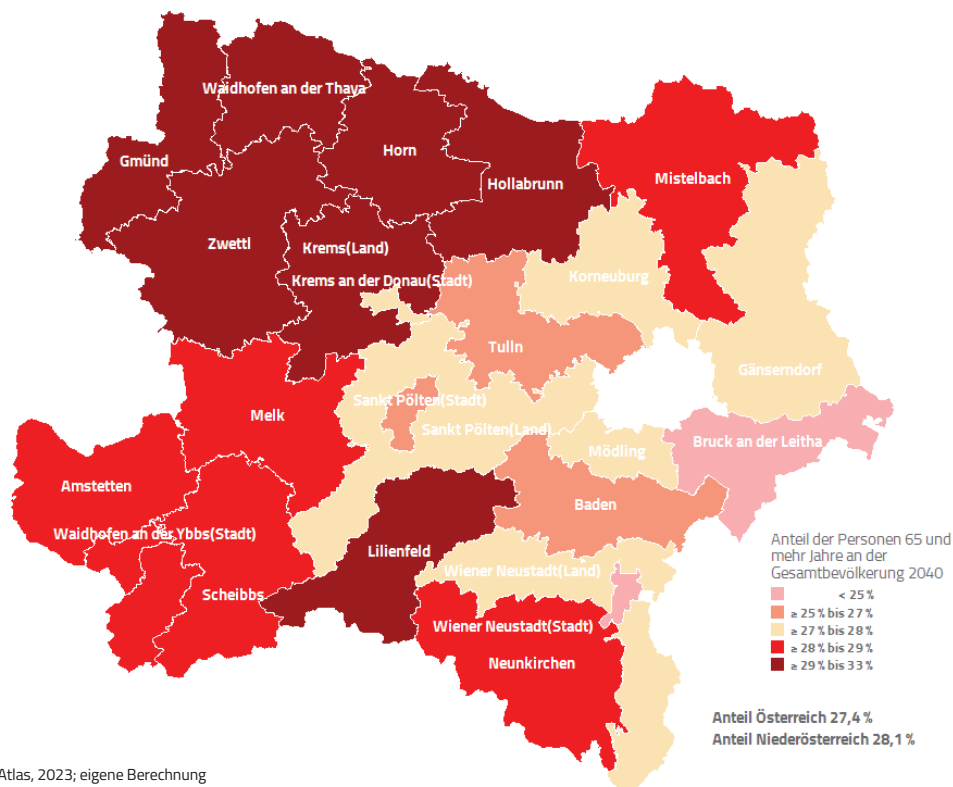 Waidhofen an der Thaya
Gmünd
Horn
Hollabrunn
Mistelbach
Zwettl
Krems(Land)
Krems an der Donau(Stadt)
Korneuburg
Tulln
Gänserndorf
Sankt Pölten(Stadt)
Melk
Sankt Pölten(Land)
Mödling
Bruck an der Leitha
Amstetten
Baden
Waidhofen an der Ybbs(Stadt)
Lilienfeld
Wiener Neustadt(Land)
Scheibbs
Wiener Neustadt(Stadt)
Neunkirchen
Anteil der Personen 65 und
mehr Jahre an der
Gesamtbevölkerung 2040
< 25 %
≥ 25 % bis 27 %
≥ 27 % bis 28 %
≥ 28 % bis 29 %
≥ 29 % bis 33 %
Anteil Österreich 27,4 %
Anteil Niederösterreich 28,1 %
Atlas, 2023; eigene Berechnung